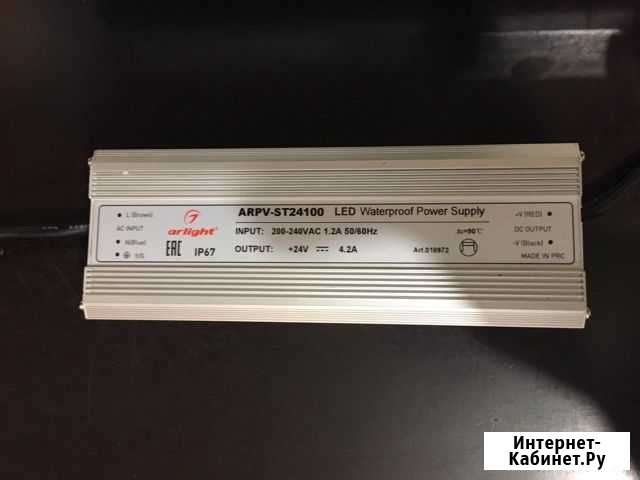 L (Brown)
AC INPUT
N(Blue)
Y/G
arlight®
EAC IP67
ARPV-ST24100 LED Waterproof Power Supply
INPUT: 200-240VAC 1.2A 50/60Hz
OUTPUT: +24V 4.2A
Art.018972
tc=90°C
+V (RED)
DC OUTPUT
-V (Black)
MADE IN PRC
Интернет-
Кабинет.Ру